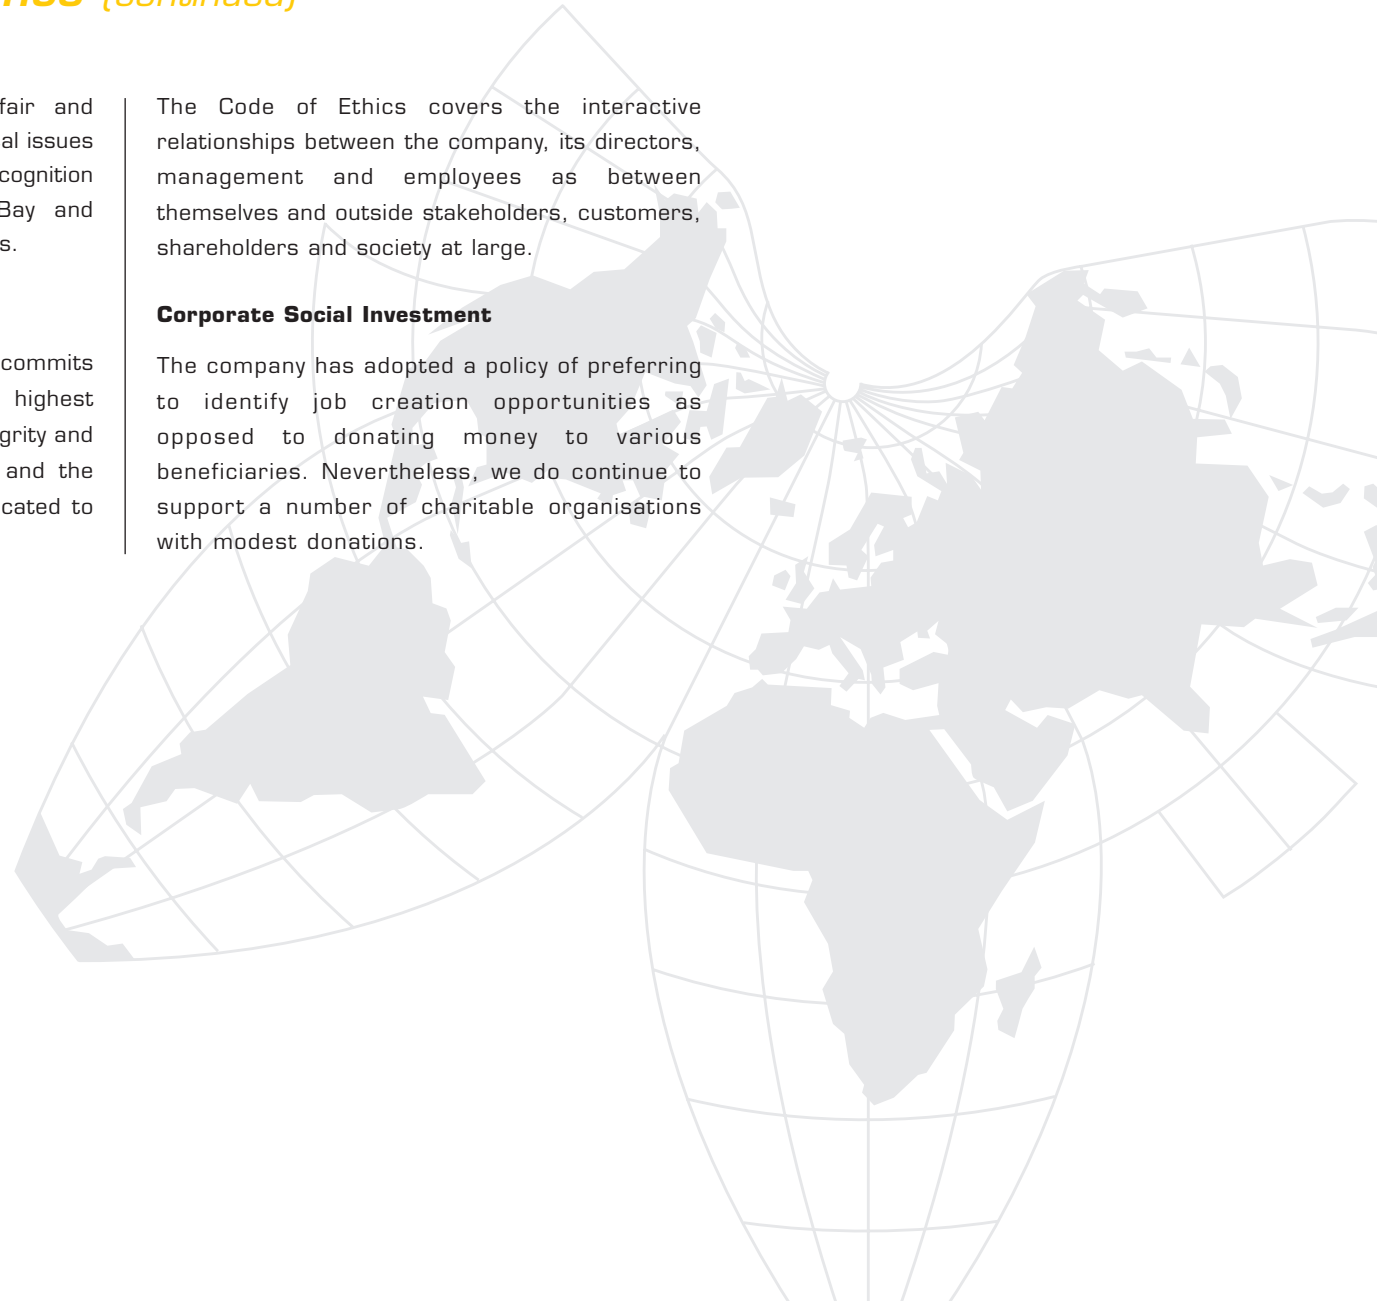 (continued)
fair and
al issues
cognition
Bay and
s.
commits
highest
grity and
and the
cated to
The Code of Ethics covers the interactive
relationships between the company, its directors,
management and employees as between
themselves and outside stakeholders, customers,
shareholders and society at large.
Corporate Social Investment
The company has adopted a policy of preferring
to identify job creation opportunities as
opposed to donating money to various
beneficiaries. Nevertheless, we do continue to
support a number of charitable organisations
with modest donations.